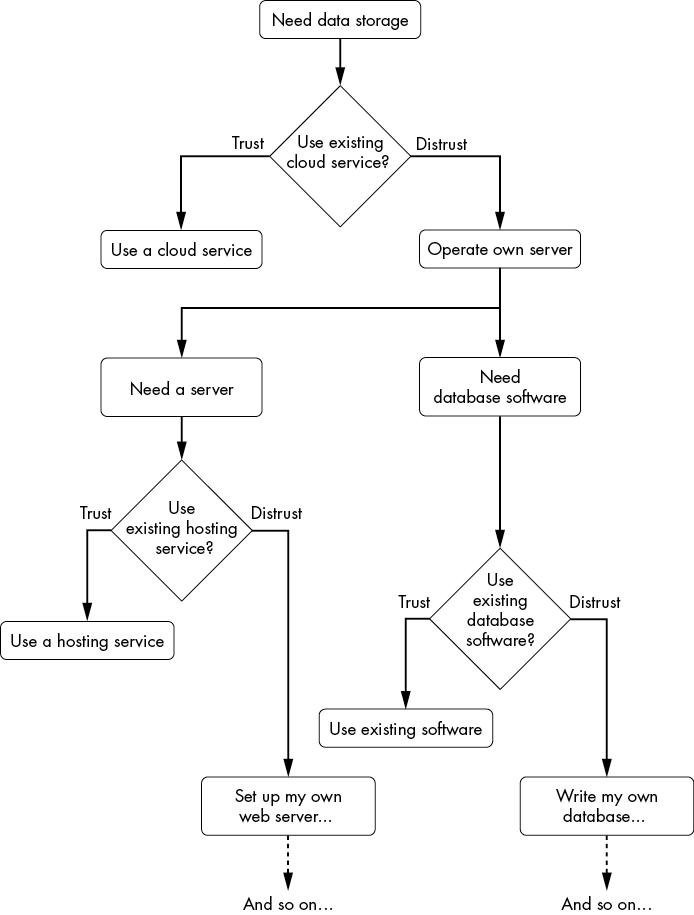 Need data storage
Trust
Use existing
cloud service?
Distrust
Use a cloud service
Operate own server
Need a server
Need
database software
Trust
Use
existing hosting
service?
Distrust
Trust
Use
existing
database
software?
Distrust
Use a hosting service
Use existing software
Set up my own
web server...
Write my own
database...
And so on...
And so on...